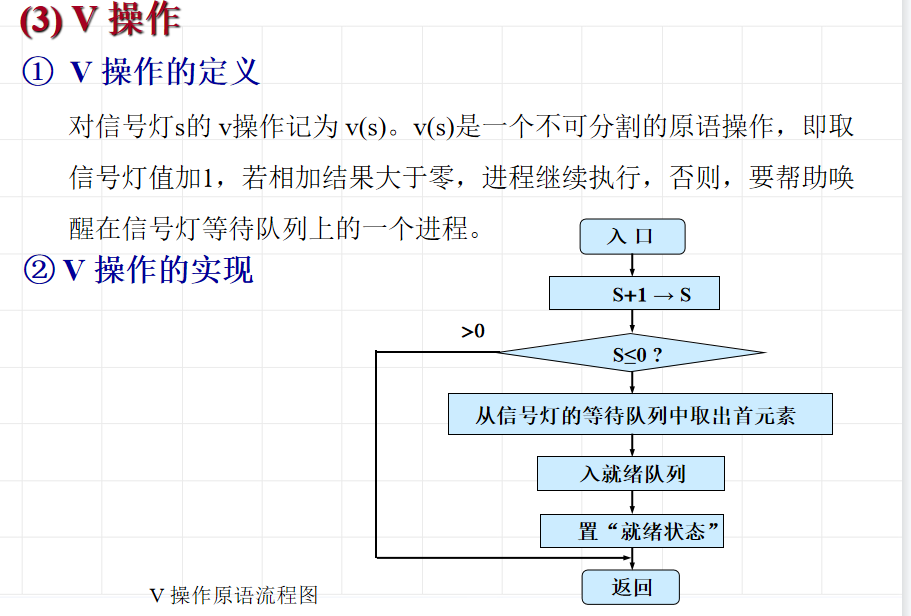 (3) V 操作
① V 操作的定义
对信号灯s的 v操作记为 v(s)。v(s)是一个不可分割的原语操作，即取
信号灯值加1，若相加结果大于零，进程继续执行，否则，要帮助唤
醒在信号灯等待队列上的一个进程。
② V 操作的实现
入 口
S+1 → S
>0
S≤0 ?
从信号灯的等待队列中取出首元素
入就绪队列
置“就绪状态”
返回
V 操作原语流程图